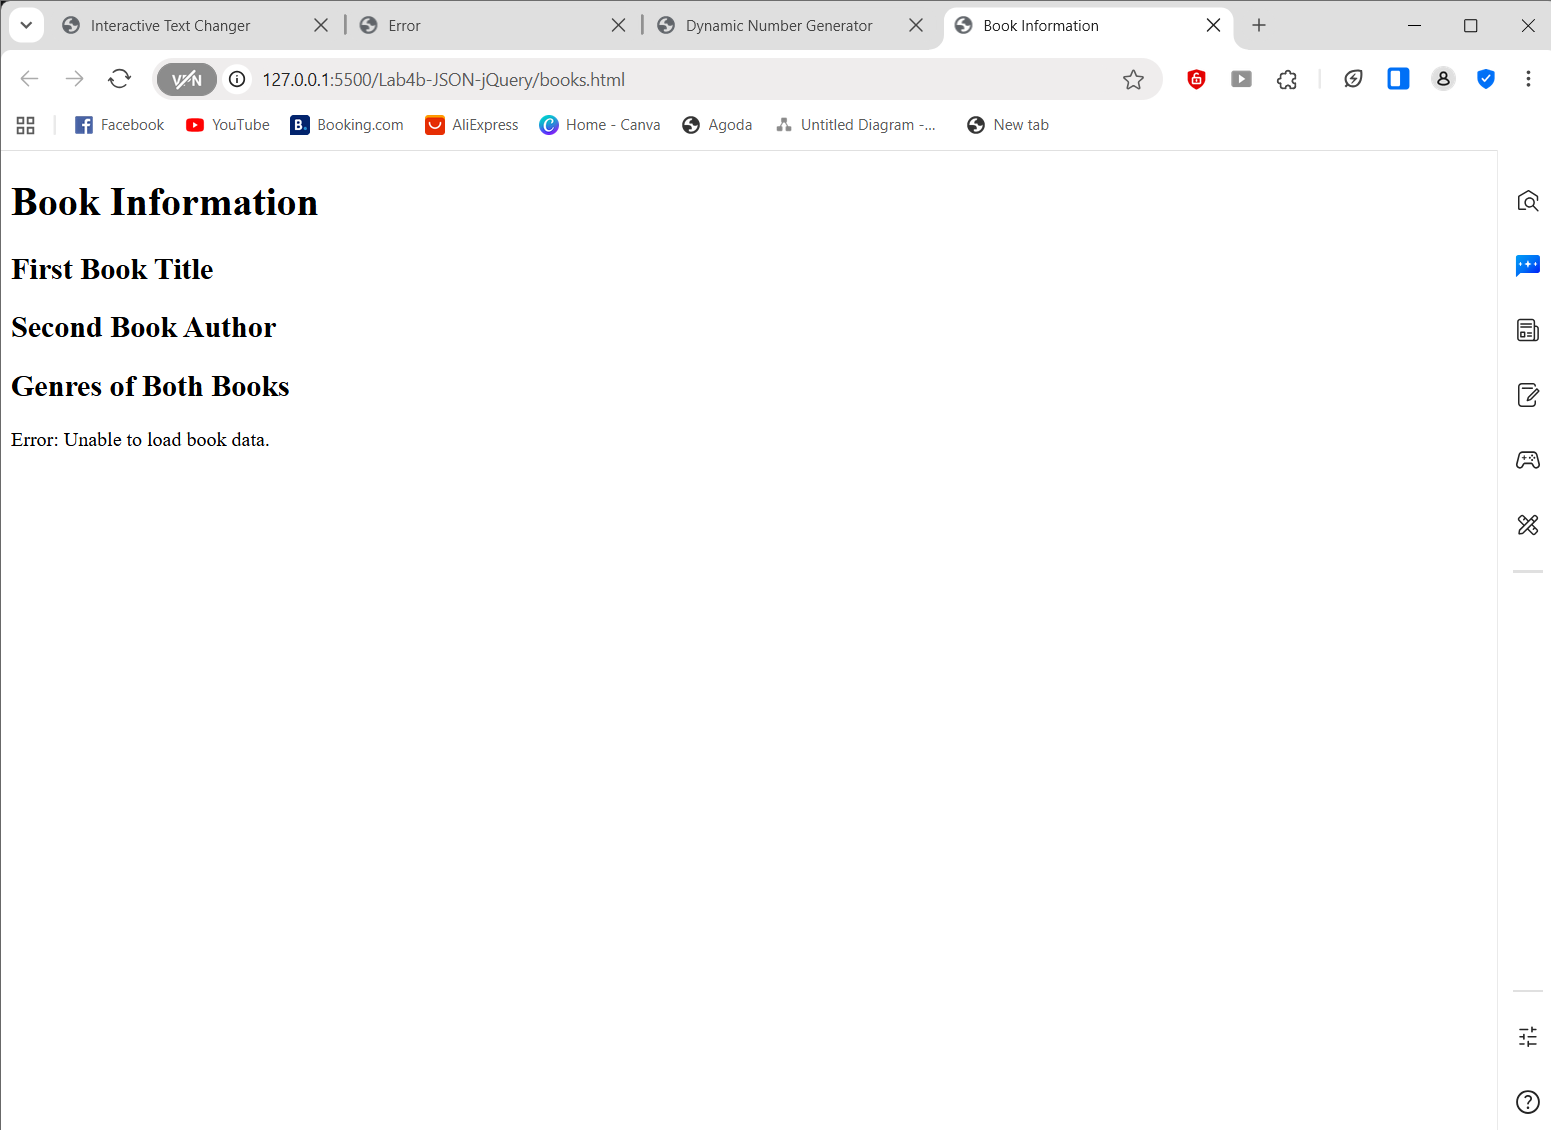 Interactive Text Changer
Error
Dynamic Number Generator
Book Information
VPN
127.0.0.1:5500/Lab4b-JSON-jQuery/books.html
Facebook
YouTube
B.
Booking.com
AliExpress
C
Home - Canva
Agoda
Untitled Diagram -...
New tab
Book Information
First Book Title
Second Book Author
Genres of Both Books
Error: Unable to load book data.